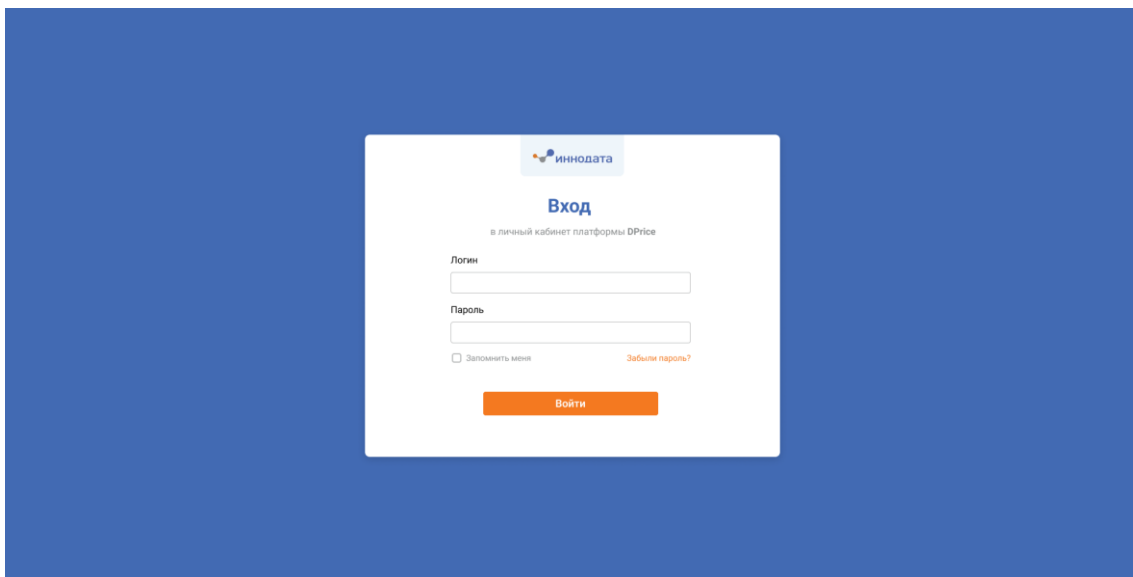 иннодата
Вход
в личный кабинет платформы DPrice
Логин
Пароль
Запомнить меня
Забыли пароль?
Войти